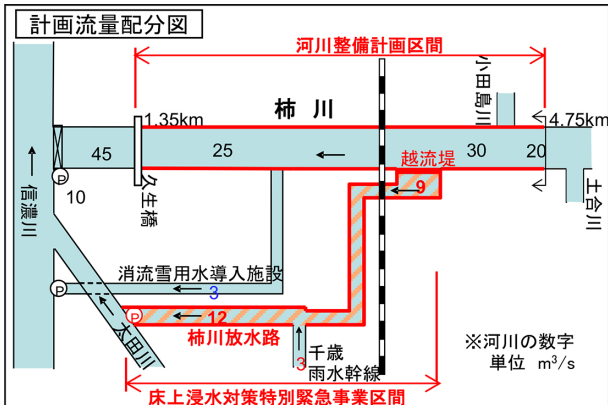 計画流量配分図
河川整備計画区間
柿川
小田島川
1.35km
4.75km
45
25
30
20
越流堤
9
P
10
久生橋
信濃川
土合川
消流雪用水導入施設
P
3
P
12
柿川放水路
太田川
3
千歳
雨水幹線
※河川の数字
単位 m³/s
床上浸水対策特別緊急事業区間